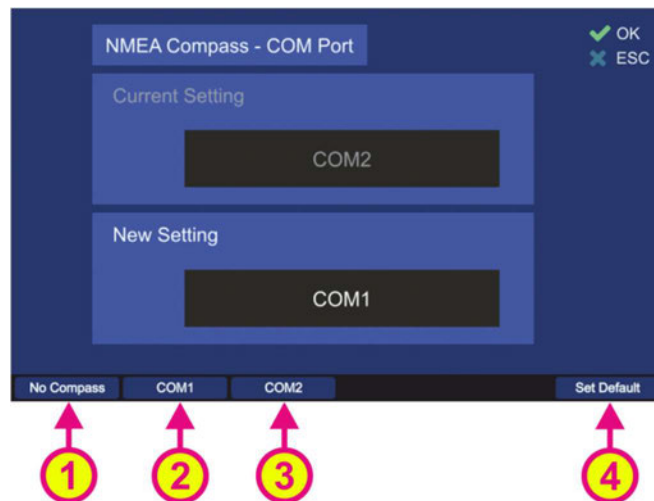 NMEA Compass - COM Port
OK
ESC
Current Setting
COM2
New Setting
COM1
No Compass COM1 COM2 Set Default
1 2 3 4